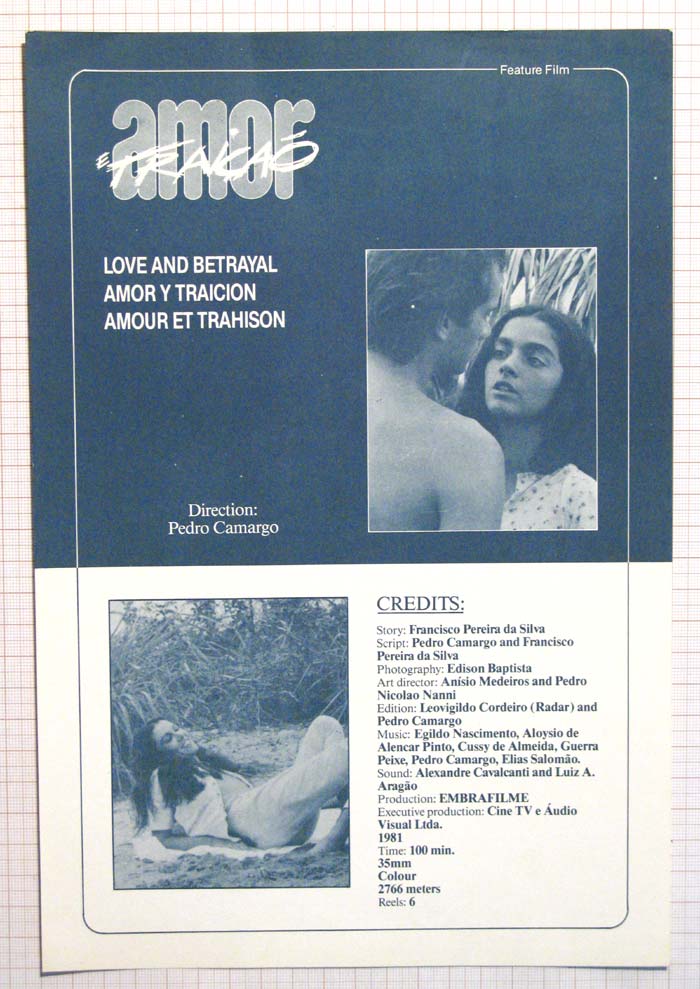 Feature Film
amor
E TRAIÇÃO
LOVE AND BETRAYAL
AMOR Y TRAICION
AMOUR ET TRAHISON
Direction:
Pedro Camargo
CREDITS:
Story: Francisco Pereira da Silva
Script: Pedro Camargo and Francisco
Pereira da Silva
Photography: Edison Baptista
Art director: Anísio Medeiros and Pedro
Nicolao Nanni
Edition: Leovigildo Cordeiro (Radar) and
Pedro Camargo
Music: Egildo Nascimento, Aloysio de
Alencar Pinto, Cussy de Almeida, Guerra
Peixe, Pedro Camargo, Elias Salomão.
Sound: Alexandre Cavalcanti and Luiz A.
Aragão
Production: EMBRAFILME
Executive production: Cine TV e Áudio
Visual Ltda.
1981
Time: 100 min.
35mm
Colour
2766 meters
Reels: 6